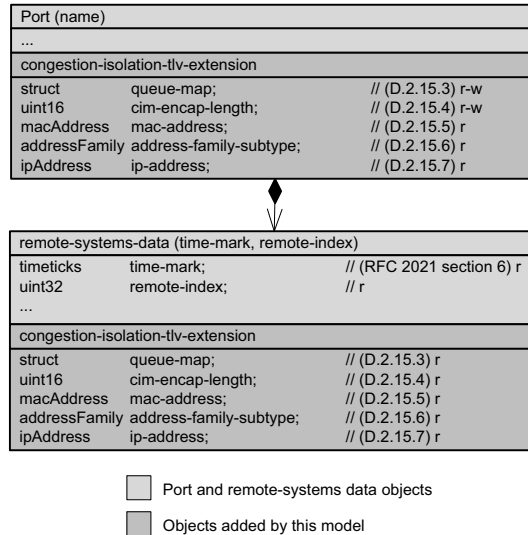 Port (name)
...
congestion-isolation-tlv-extension
struct queue-map; // (D.2.15.3) r-w
uint16 cim-encap-length; // (D.2.15.4) r-w
macAddress mac-address; // (D.2.15.5) r
addressFamily address-family-subtype; // (D.2.15.6) r
ipAddress ip-address; // (D.2.15.7) r
remote-systems-data (time-mark, remote-index)
timeticks time-mark; // (RFC 2021 section 6) r
uint32 remote-index; // r
...
congestion-isolation-tlv-extension
struct queue-map; // (D.2.15.3) r
uint16 cim-encap-length; // (D.2.15.4) r
macAddress mac-address; // (D.2.15.5) r
addressFamily address-family-subtype; // (D.2.15.6) r
ipAddress ip-address; // (D.2.15.7) r
Port and remote-systems data objects
Objects added by this model